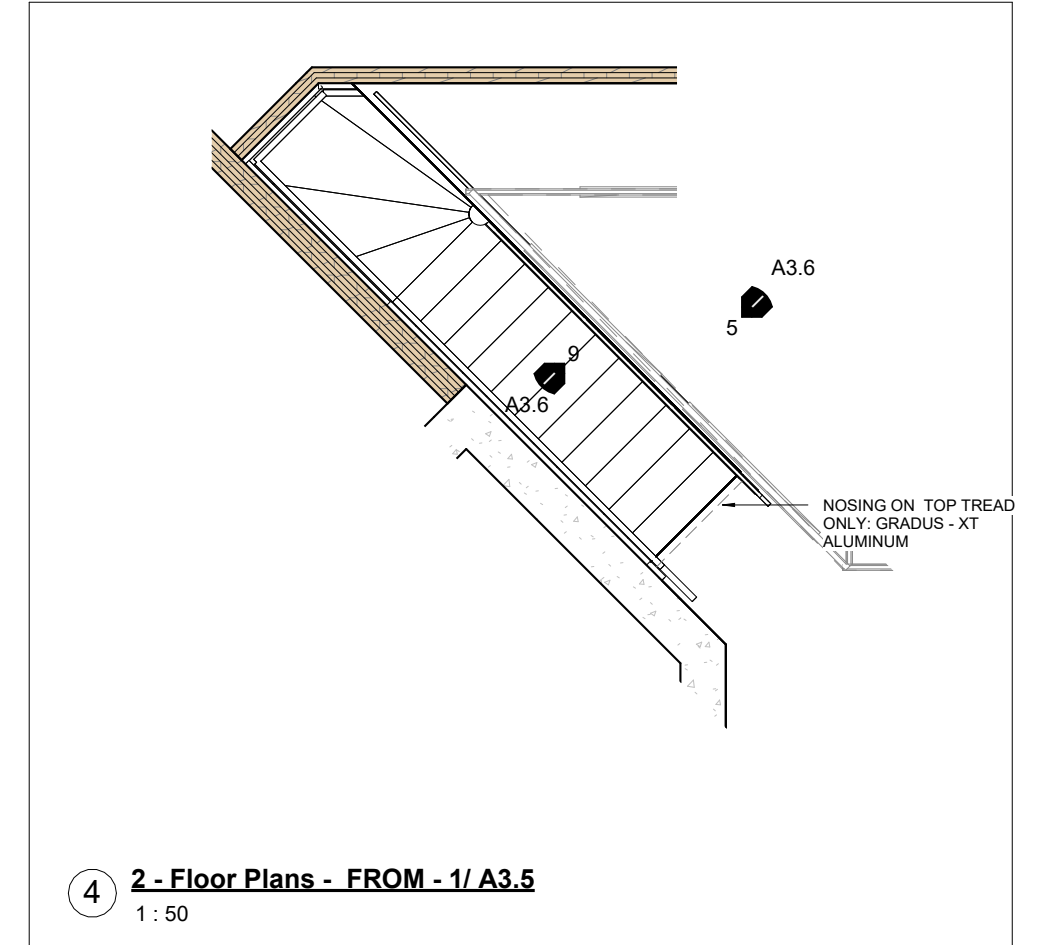 A3.6
5
9
A3.6
NOSING ON TOP TREAD
ONLY: GRADUS - XT
ALUMINUM
4
2 - Floor Plans - FROM - 1/ A3.5
1 : 50